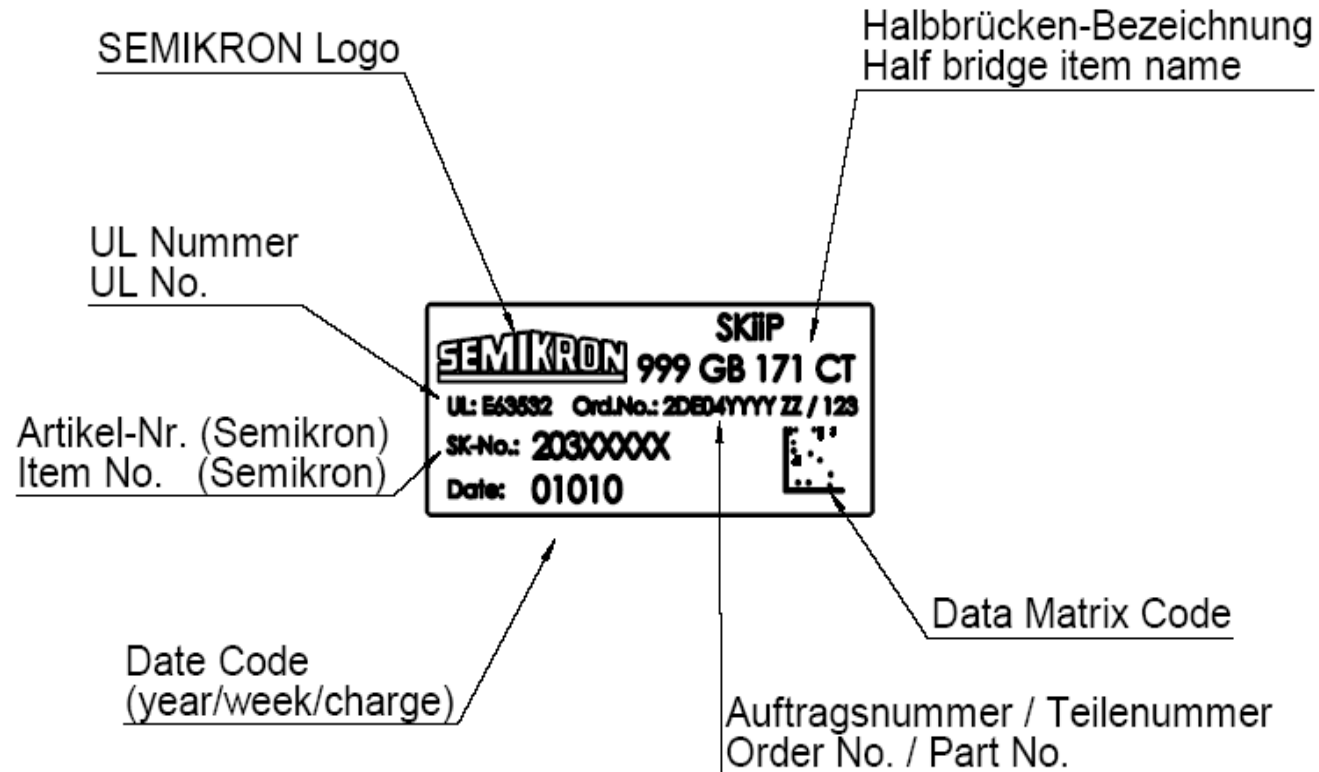 SEMIKRON Logo
Halbbrücken-Bezeichnung
Half bridge item name
UL Nummer
UL No.
Artikel-Nr. (Semikron)
Item No. (Semikron)
SKiiP
SEMIKRON 999 GB 171 CT
UL: E63532 Ord.No.: 2DE04YYYY ZZ / 123
SK-No.: 203XXXXX
Date: 01010
Data Matrix Code
Date Code
(year/week/charge)
Auftragsnummer / Teilenummer
Order No. / Part No.